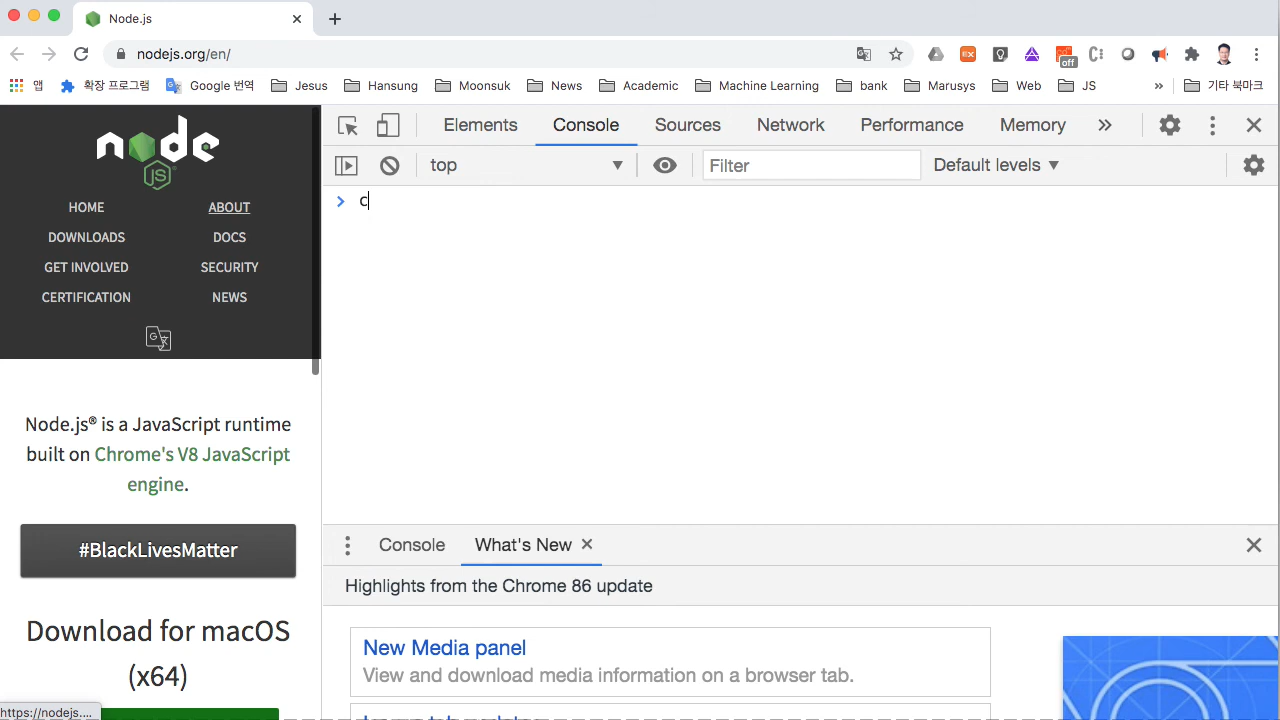 Node.js
nodejs.org/en/
off
앱 확장 프로그램 Google 번역 Jesus Hansung Moonsuk News Academic Machine Learning bank Marusys Web JS » 기타 북마크
node
JS
HOME ABOUT
DOWNLOADS DOCS
GET INVOLVED SECURITY
CERTIFICATION NEWS
Elements Console Sources Network Performance Memory »
top Filter Default levels
> c
Node.js® is a JavaScript runtime
built on Chrome's V8 JavaScript
engine.
#BlackLivesMatter
Download for macOS
(x64)
https://nodejs....
Console What's New
Highlights from the Chrome 86 update
New Media panel
View and download media information on a browser tab.